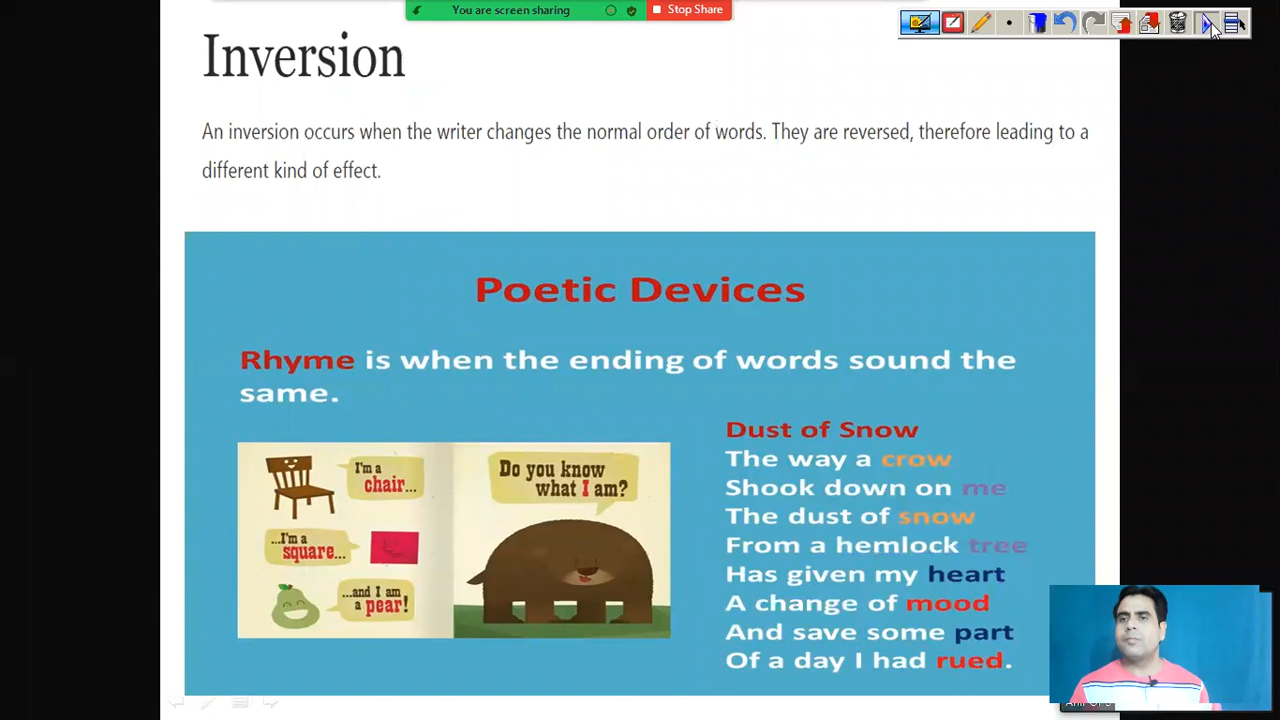 You are screen sharing
Stop Share
Inversion
An inversion occurs when the writer changes the normal order of words. They are reversed, therefore leading to a
different kind of effect.
Poetic Devices
Rhyme is when the ending of words sound the
same.
I'm a
chair...
...I'm a
square...
...and I am
a pear!
Do you know
what I am?
Dust of Snow
The way a crow
Shook down on me
The dust of snow
From a hemlock tree
Has given my heart
A change of mood
And save some part
Of a day I had rued.